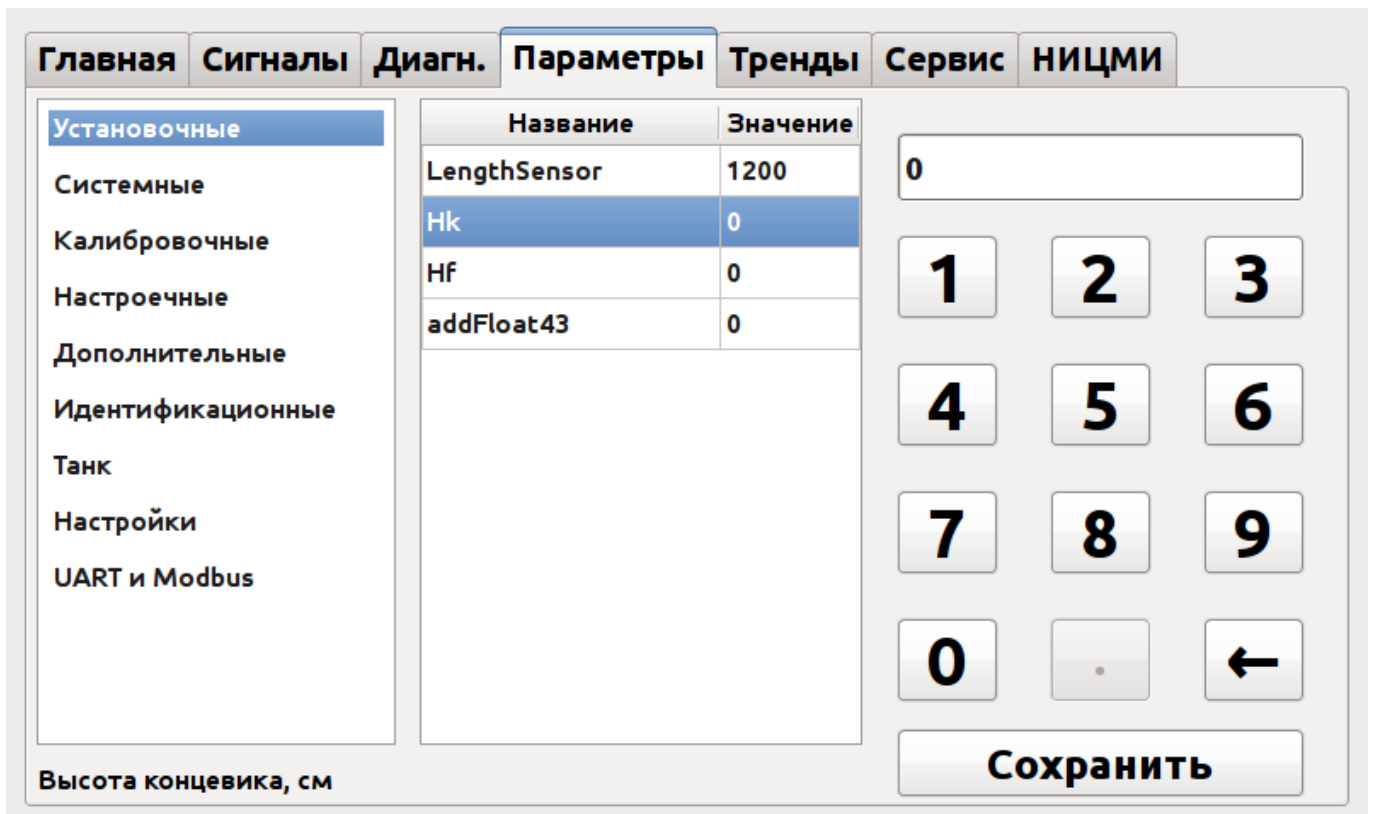 Главная Сигналы Диагн. Параметры Тренды Сервис НИЦМИ
Установочные
Системные
Калибровочные
Настроечные
Дополнительные
Идентификационные
Танк
Настройки
UART и Modbus
Название Значение
LengthSensor 1200
Hk 0
Hf 0
addFloat43 0
0
1 2 3
4 5 6
7 8 9
0 . ←
Сохранить
Высота концевика, см